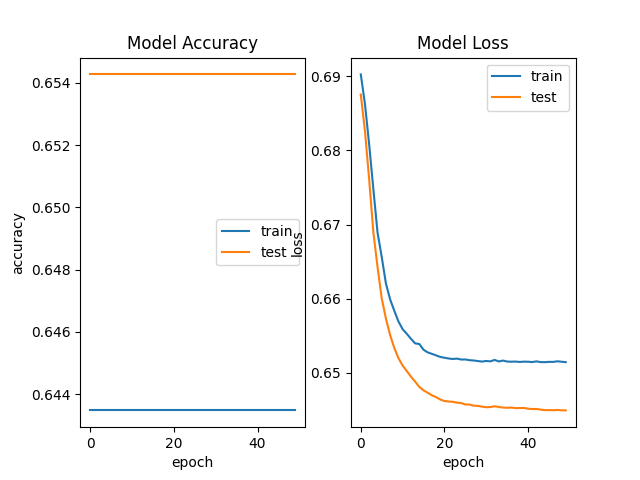 Model Accuracy
0.654
0.652
0.650
0.648
0.646
0.644
accuracy
0
20
40
epoch
train
test
Model Loss
0.69
0.68
0.67
0.66
0.65
loss
0
20
40
epoch
train
test